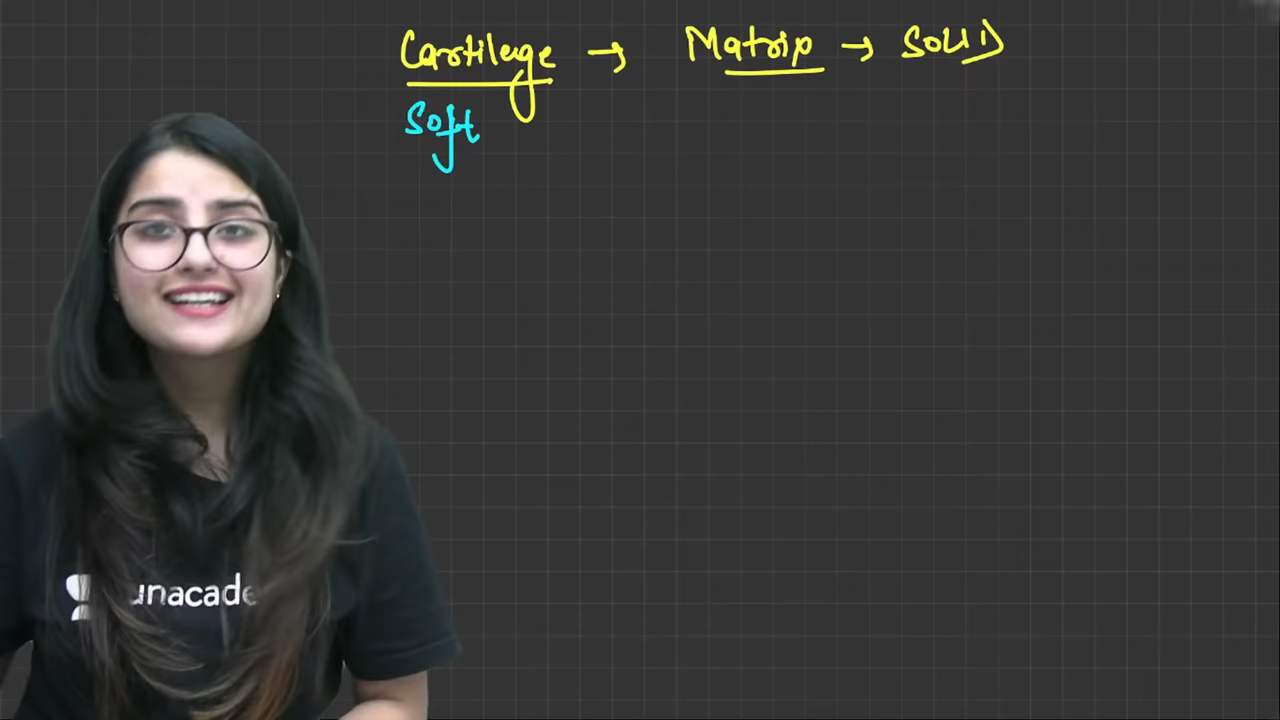 Cartilage → Matrix → SOLID
Soft
unacade